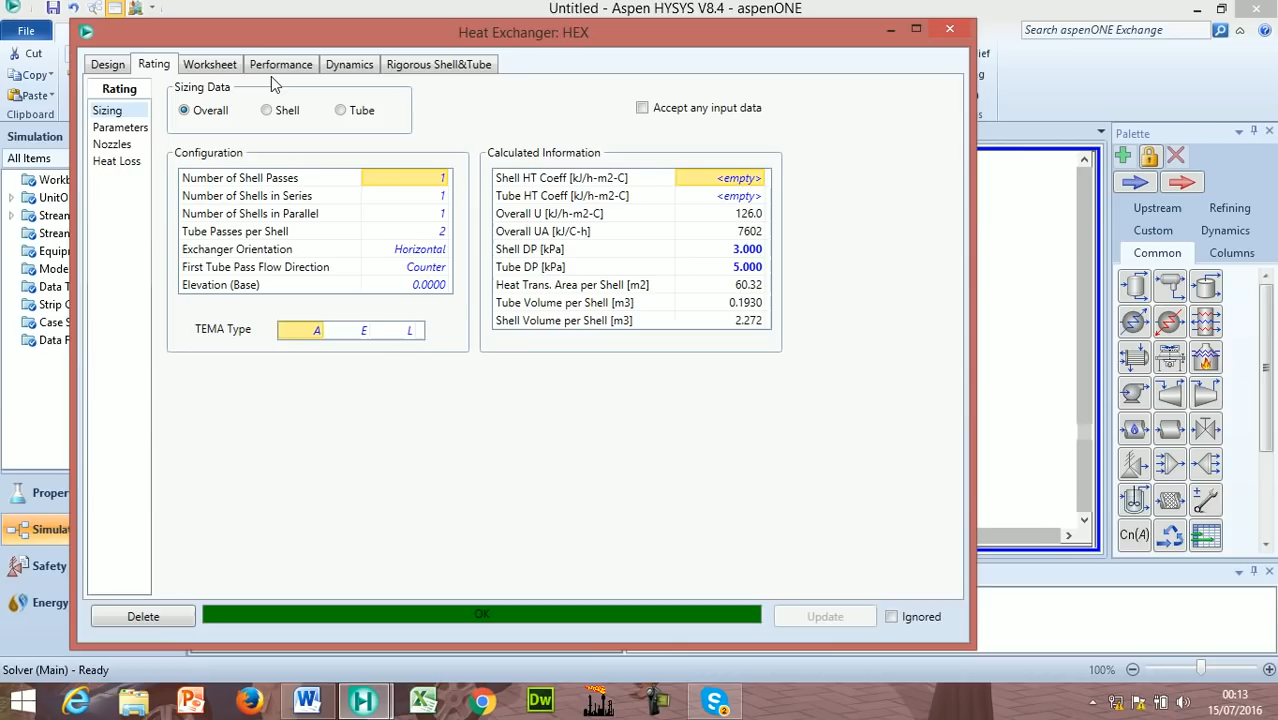 Untitled - Aspen HYSYS V8.4 - aspenONE
File
Search aspenONE Exchange
Cut
Copy
Paste
Clipboard
Heat Exchanger: HEX
Design
Rating
Worksheet
Performance
Dynamics
Rigorous Shell&Tube
Rating
Sizing
Parameters
Nozzles
Heat Loss
Sizing Data
Overall
Shell
Tube
Accept any input data
Configuration
Number of Shell Passes 1
Number of Shells in Series 1
Number of Shells in Parallel 1
Tube Passes per Shell 2
Exchanger Orientation Horizontal
First Tube Pass Flow Direction Counter
Elevation (Base) 0.0000
TEMA Type A E L
Calculated Information
Shell HT Coeff [kJ/h-m2-C] <empty>
Tube HT Coeff [kJ/h-m2-C] <empty>
Overall U [kJ/h-m2-C] 126.0
Overall UA [kJ/C-h] 7602
Shell DP [kPa] 3.000
Tube DP [kPa] 5.000
Heat Trans. Area per Shell [m2] 60.32
Tube Volume per Shell [m3] 0.1930
Shell Volume per Shell [m3] 2.272
Delete
OK
Update
Ignored
Simulation
All Items
Workb
UnitO
Stream
Stream
Equip
Mode
Data T
Strip C
Case S
Data F
Proper
Simula
Safety
Energy
Palette
Upstream
Refining
Custom
Dynamics
Common
Columns
Cn(A)
Solver (Main) - Ready
100%
00:13
15/07/2016